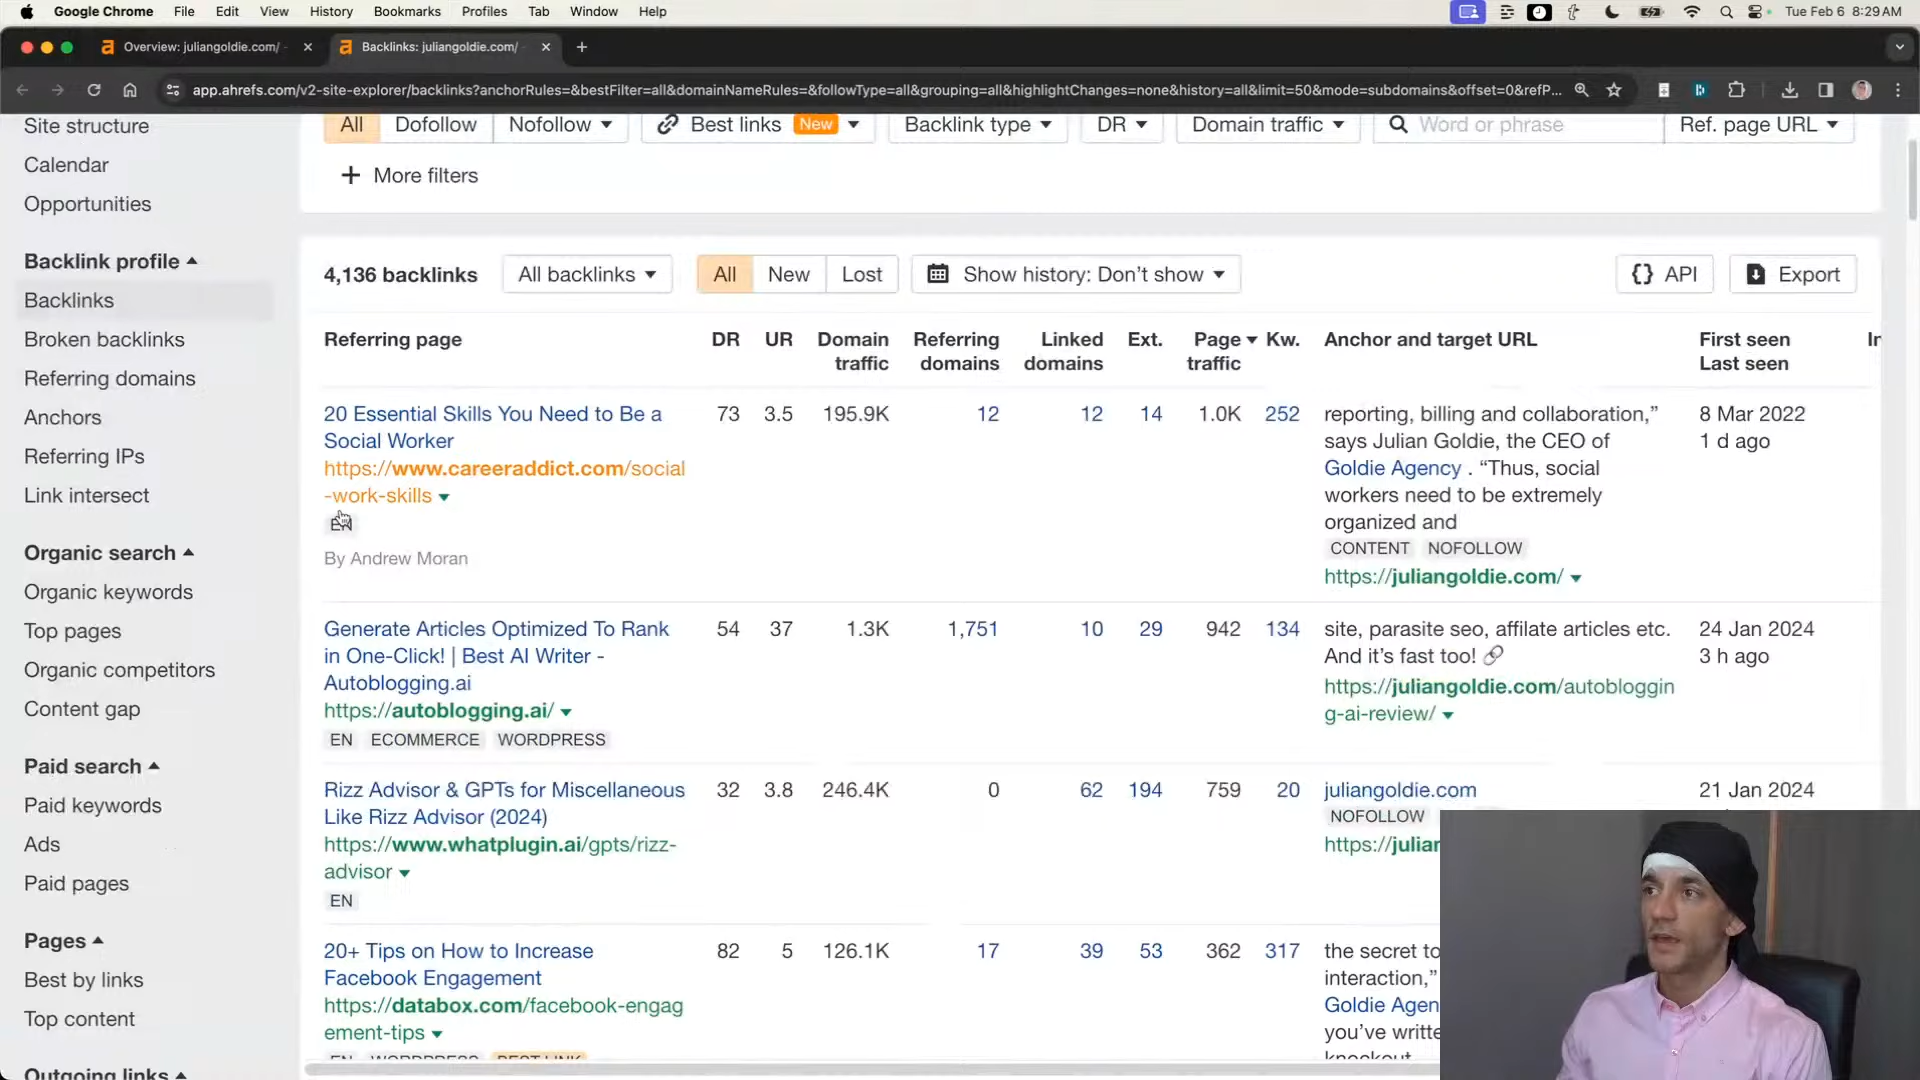 Google Chrome File Edit View History Bookmarks Profiles Tab Window Help Tue Feb 6 8:29 AM
Overview: juliangoldie.com/ - Backlinks: juliangoldie.com/
app.ahrefs.com/v2-site-explorer/backlinks?anchorRules=&bestFilter=all&domainNameRules=&followType=all&grouping=all&highlightChanges=none&history=all&limit=50&mode=subdomains&offset=0&refP...
Site structure
Calendar
Opportunities
Backlink profile
Backlinks
Broken backlinks
Referring domains
Anchors
Referring IPs
Link intersect
Organic search
Organic keywords
Top pages
Organic competitors
Content gap
Paid search
Paid keywords
Ads
Paid pages
Pages
Best by links
Top content
Outgoing links
All Dofollow Nofollow Best links New Backlink type DR Domain traffic Word or phrase Ref. page URL
+ More filters
4,136 backlinks All backlinks All New Lost Show history: Don't show {} API Export
Referring page DR UR Domain Referring Linked Ext. Page Kw. Anchor and target URL First seen
traffic domains domains traffic Last seen
20 Essential Skills You Need to Be a 73 3.5 195.9K 12 12 14 1.0K 252 reporting, billing and collaboration,” 8 Mar 2022
Social Worker says Julian Goldie, the CEO of 1 d ago
https://www.careeraddict.com/social Goldie Agency . “Thus, social
-work-skills workers need to be extremely
EN organized and
CONTENT NOFOLLOW
By Andrew Moran
https://juliangoldie.com/
Generate Articles Optimized To Rank 54 37 1.3K 1,751 10 29 942 134 site, parasite seo, affilate articles etc. 24 Jan 2024
in One-Click! | Best AI Writer - And it’s fast too! 🔗 3 h ago
Autoblogging.ai https://juliangoldie.com/autobloggin
https://autoblogging.ai/ g-ai-review/
EN ECOMMERCE WORDPRESS
Rizz Advisor & GPTs for Miscellaneous 32 3.8 246.4K 0 62 194 759 20 juliangoldie.com 21 Jan 2024
Like Rizz Advisor (2024) NOFOLLOW
https://www.whatplugin.ai/gpts/rizz- https://julian
advisor
EN
20+ Tips on How to Increase 82 5 126.1K 17 39 53 362 317 the secret to
Facebook Engagement interaction,”
https://databox.com/facebook-engag Goldie Agen
ement-tips you’ve writte
EN WORDPRESS BEST LINK knockout